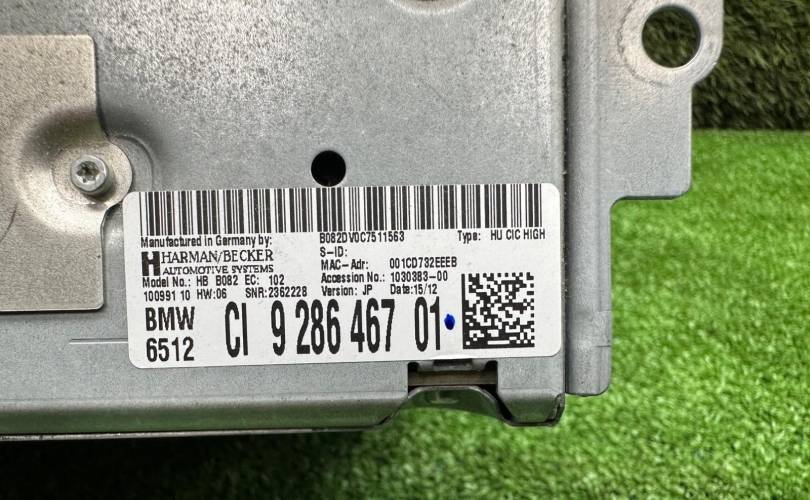 Manufactured in Germany by: B082DV0C7511563 Type: HU CIC HIGH
HARMAN/BECKER S-ID:
AUTOMOTIVE SYSTEMS MAC-Adr: 001CD732EEEB
Model No.: HB B082 EC: 102 Accession No.: 1030383-00
100991 10 HW:06 SNR:2362228 Version: JP Date:15/12
BMW CI 9 286 467 01
6512